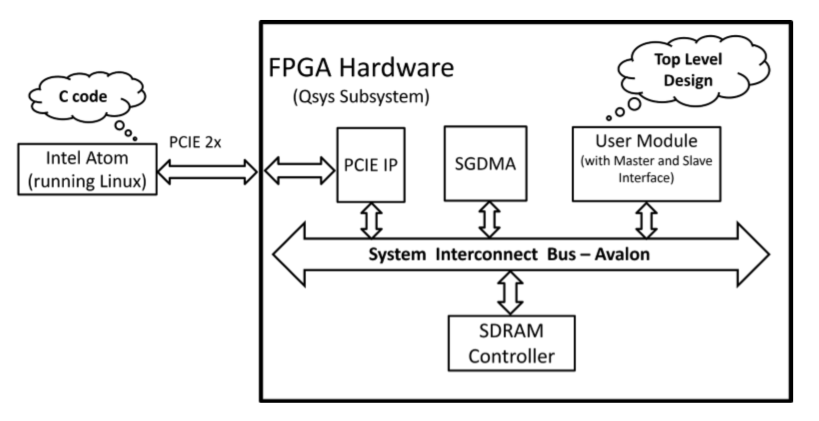 FPGA Hardware
(Qsys Subsystem)
Top Level
Design
C code
PCIE 2x
Intel Atom
(running Linux)
PCIE IP
SGDMA
User Module
(with Master and Slave
Interface)
System Interconnect Bus – Avalon
SDRAM
Controller